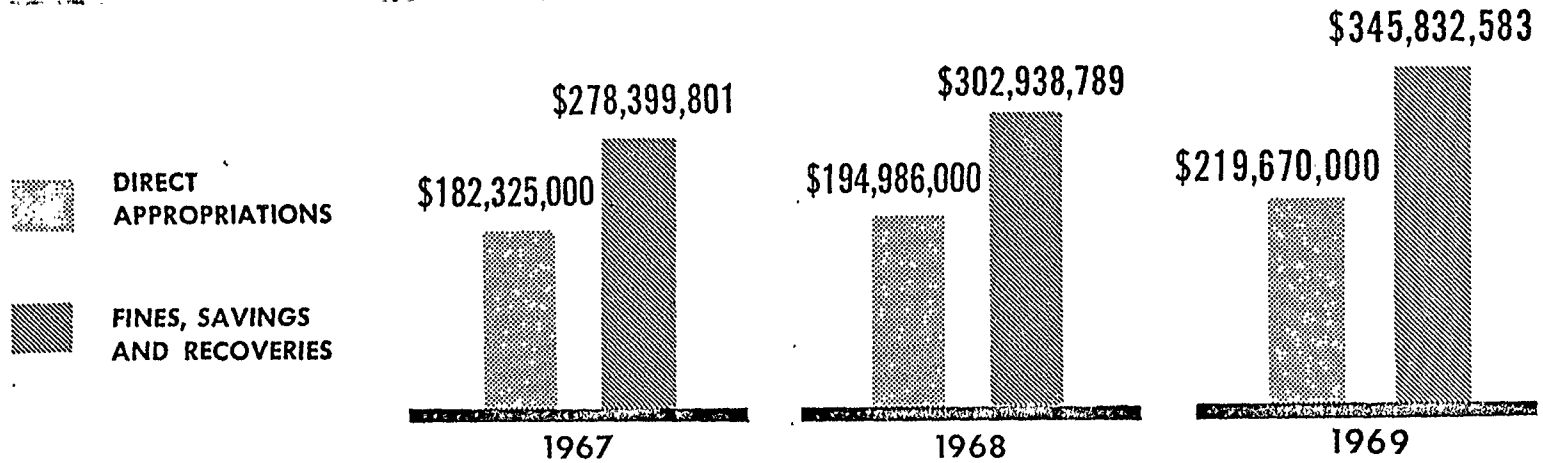 DIRECT
APPROPRIATIONS
FINES, SAVINGS
AND RECOVERIES
$182,325,000
$278,399,801
1967
$194,986,000
$302,938,789
1968
$219,670,000
$345,832,583
1969